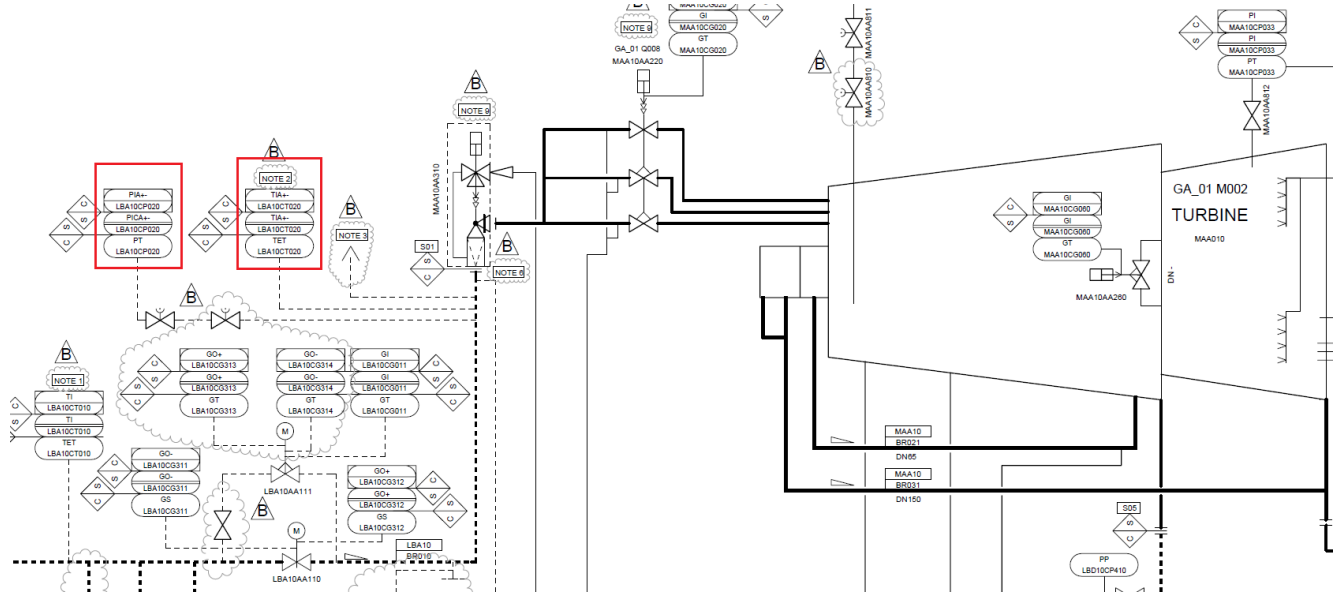 MAA10CG020
GI
MAA10CG020
GT
MAA10CG020
C
S
B
NOTE 9
GA_01 Q008
MAA10AA220
MAA10AA811
B
MAA10AA810
C
S
PI
MAA10CP033
PI
MAA10CP033
PT
MAA10CP033
MAA10AA812
B
NOTE 9
MAA10AA310
B
NOTE 2
PIA+-
LBA10CP020
PICA+-
LBA10CP020
PT
LBA10CP020
C
S
S
C
TIA+-
LBA10CT020
TIA+-
LBA10CT020
TET
LBA10CT020
C
S
S
C
B
NOTE 3
S01
S
C
B
NOTE 6
GA_01 M002
TURBINE
MAA010
GI
MAA10CG060
GI
MAA10CG060
GT
MAA10CG060
C
S
MAA10AA260
DN -
B
B
NOTE 1
TI
LBA10CT010
TI
LBA10CT010
TET
LBA10CT010
C
S
S
C
GO+
LBA10CG313
GO+
LBA10CG313
GT
LBA10CG313
C
S
S
C
GO-
LBA10CG314
GO-
LBA10CG314
GT
LBA10CG314
GI
LBA10CG011
GI
LBA10CG011
GT
LBA10CG011
C
S
S
C
M
LBA10AA111
GO-
LBA10CG311
GO-
LBA10CG311
GS
LBA10CG311
C
S
S
C
B
GO+
LBA10CG312
GO+
LBA10CG312
GS
LBA10CG312
C
S
S
C
M
LBA10AA110
LBA10
BR010
MAA10
BR021
DN65
MAA10
BR031
DN150
S05
S
C
PP
LBD10CP410